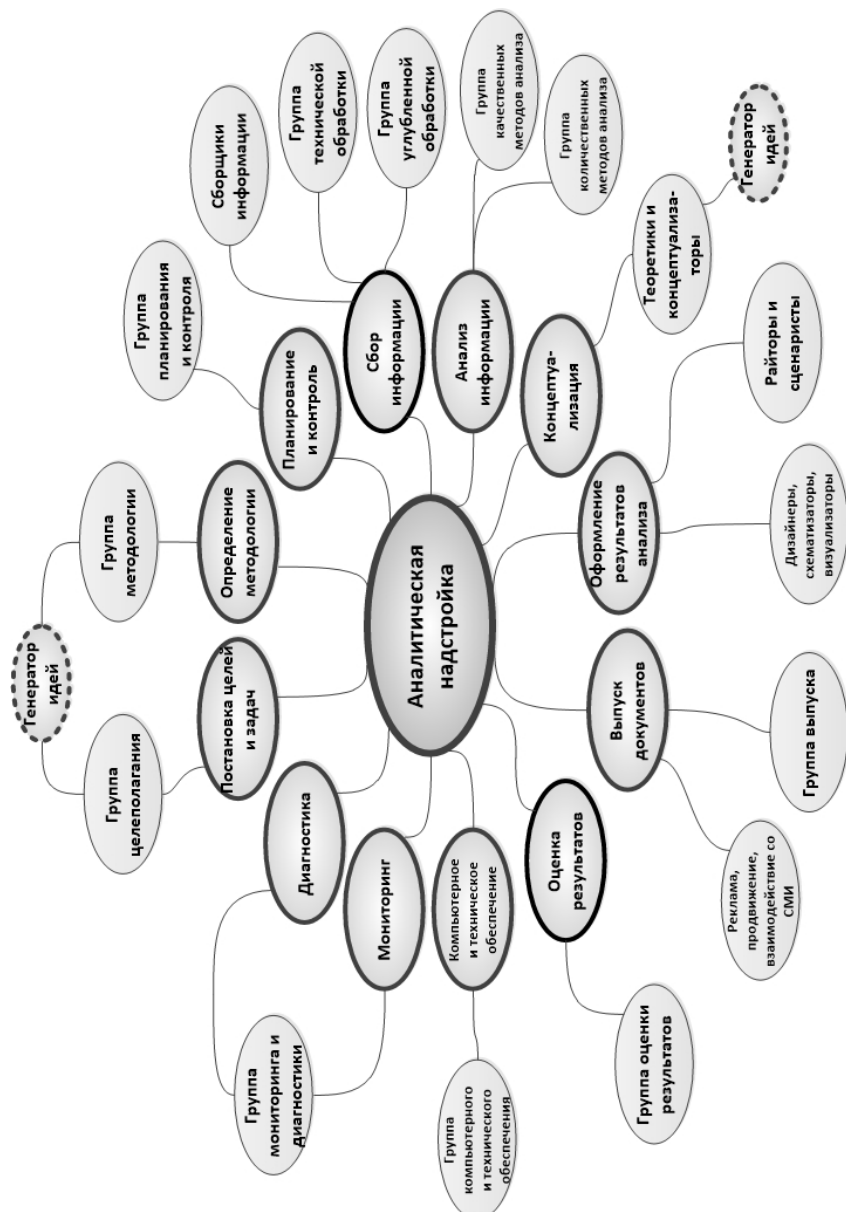 Генератор
идей
Группа
целеполагания
Группа
методологии
Постановка целей
и задач
Определение
методологии
Группа
планирования
и контроля
Планирование
и контроль
Сборщики
информации
Группа
технической
обработки
Группа
углубленной
обработки
Сбор
информации
Группа
качественных
методов анализа
Группа
количественных
методов анализа
Анализ
информации
Концептуа-
лизация
Теоретики и
концептуализа-
торы
Генератор
идей
Аналитическая
надстройка
Диагностика
Мониторинг
Группа
мониторинга и
диагностики
Компьютерное
и техническое
обеспечение
Группа
компьютерного
и технического
обеспечения
Оценка
результатов
Группа оценки
результатов
Выпуск
документов
Реклама,
продвижение,
взаимодействие со
СМИ
Группа выпуска
Оформление
результатов
анализа
Дизайнеры,
схематизаторы,
визуализаторы
Райторы и
сценаристы